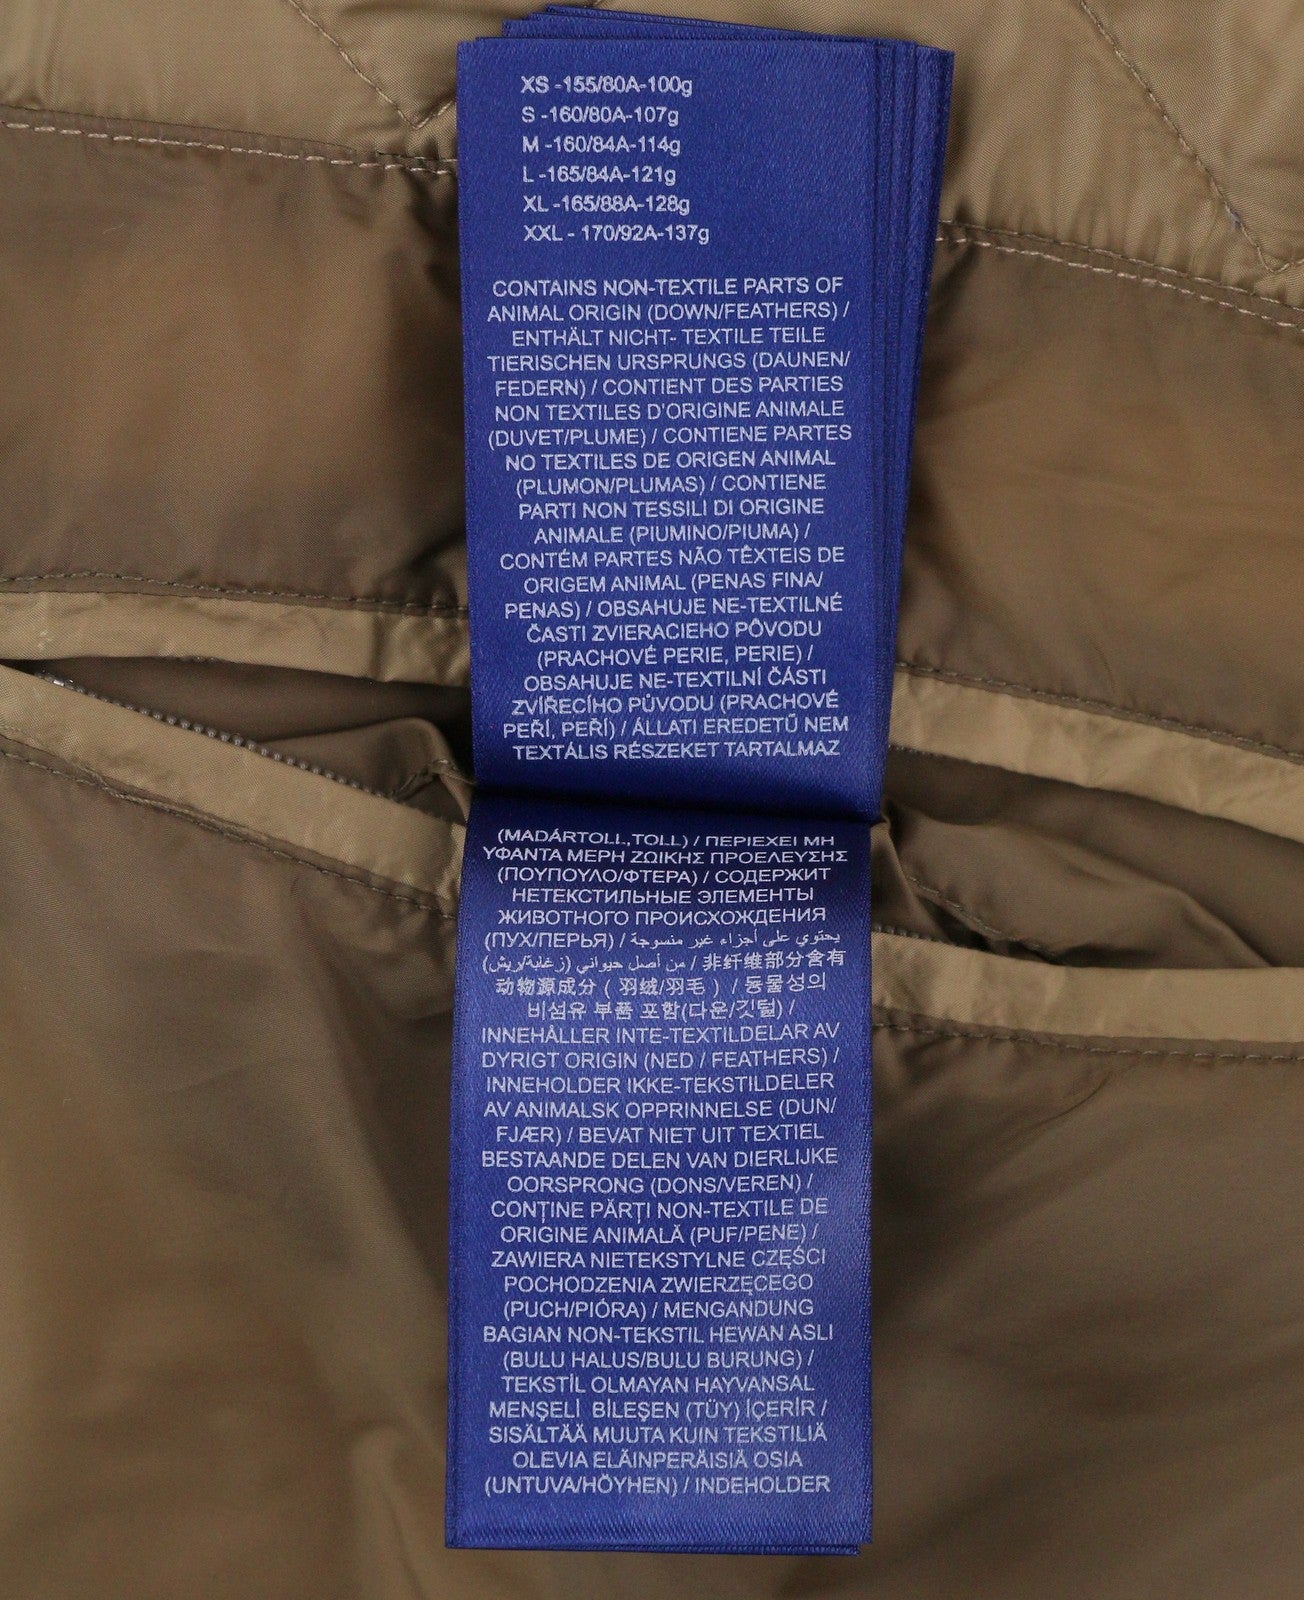 XS -155/80A-100g
S -160/80A-107g
M -160/84A-114g
L -165/84A-121g
XL -165/88A-128g
XXL - 170/92A-137g
CONTAINS NON-TEXTILE PARTS OF
ANIMAL ORIGIN (DOWN/FEATHERS) /
ENTHÄLT NICHT- TEXTILE TEILE
TIERISCHEN URSPRUNGS (DAUNEN/
FEDERN) / CONTIENT DES PARTIES
NON TEXTILES D'ORIGINE ANIMALE
(DUVET/PLUME) / CONTIENE PARTES
NO TEXTILES DE ORIGEN ANIMAL
(PLUMON/PLUMAS) / CONTIENE
PARTI NON TESSILI DI ORIGINE
ANIMALE (PIUMINO/PIUMA) /
CONTÉM PARTES NÃO TÊXTEIS DE
ORIGEM ANIMAL (PENAS FINA/
PENAS) / OBSAHUJE NE-TEXTILNÉ
ČASTI ZVIERACIEHO PÔVODU
(PRACHOVÉ PERIE, PERIE) /
OBSAHUJE NE-TEXTILNÍ ČÁSTI
ZVÍŘECÍHO PŮVODU (PRACHOVÉ
PEŘÍ, PEŘÍ) / ÁLLATI EREDETŰ NEM
TEXTÁLIS RÉSZEKET TARTALMAZ
(MADÁRTOLL,TOLL) / ΠΕΡΙΕΧΕΙ ΜΗ
ΥΦΑΝΤΑ ΜΕΡΗ ΖΩΙΚΗΣ ΠΡΟΕΛΕΥΣΗΣ
(ΠΟΥΠΟΥΛΟ/ΦΤΕΡΑ) / СОДЕРЖИТ
НЕТЕКСТИЛЬНЫЕ ЭЛЕМЕНТЫ
ЖИВОТНОГО ПРОИСХОЖДЕНИЯ
(ПУХ/ПЕРЬЯ) / يحتوي على أجزاء غير منسوجة
من أصل حيواني (زغابة/ريش) / 非纤维部分含有
动物源成分 ( 羽绒/羽毛 ) / 동물성의
비섬유 부품 포함(다운/깃털) /
INNEHÅLLER INTE-TEXTILDELAR AV
DYRIGT ORIGIN (NED / FEATHERS) /
INNEHOLDER IKKE-TEKSTILDELER
AV ANIMALSK OPPRINNELSE (DUN/
FJÆR) / BEVAT NIET UIT TEXTIEL
BESTAANDE DELEN VAN DIERLIJKE
OORSPRONG (DONS/VEREN) /
CONȚINE PĂRȚI NON-TEXTILE DE
ORIGINE ANIMALĂ (PUF/PENE) /
ZAWIERA NIETEKSTYLNE CZĘŚCI
POCHODZENIA ZWIERZĘCEGO
(PUCH/PIÓRA) / MENGANDUNG
BAGIAN NON-TEKSTIL HEWAN ASLI
(BULU HALUS/BULU BURUNG) /
TEKSTİL OLMAYAN HAYVANSAL
MENŞELİ BİLEŞEN (TÜY) İÇERİR /
SISÄLTÄÄ MUUTA KUIN TEKSTIILIÄ
OLEVIA ELÄINPERÄISIÄ OSIA
(UNTUVA/HÖYHEN) / INDEHOLDER